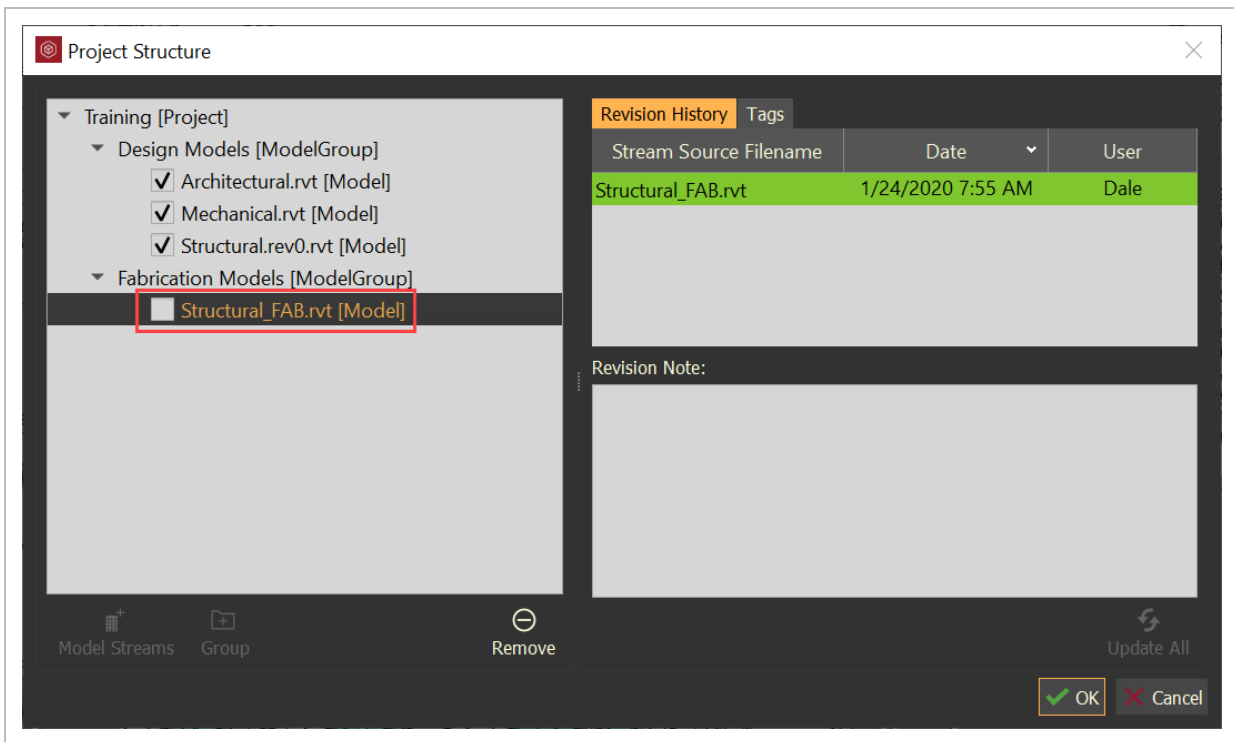 Project Structure
Training [Project]
Design Models [ModelGroup]
Architectural.rvt [Model]
Mechanical.rvt [Model]
Structural.rev0.rvt [Model]
Fabrication Models [ModelGroup]
Structural_FAB.rvt [Model]
Model Streams Group Remove
Revision History Tags
Stream Source Filename Date User
Structural_FAB.rvt 1/24/2020 7:55 AM Dale
Revision Note:
Update All
OK Cancel